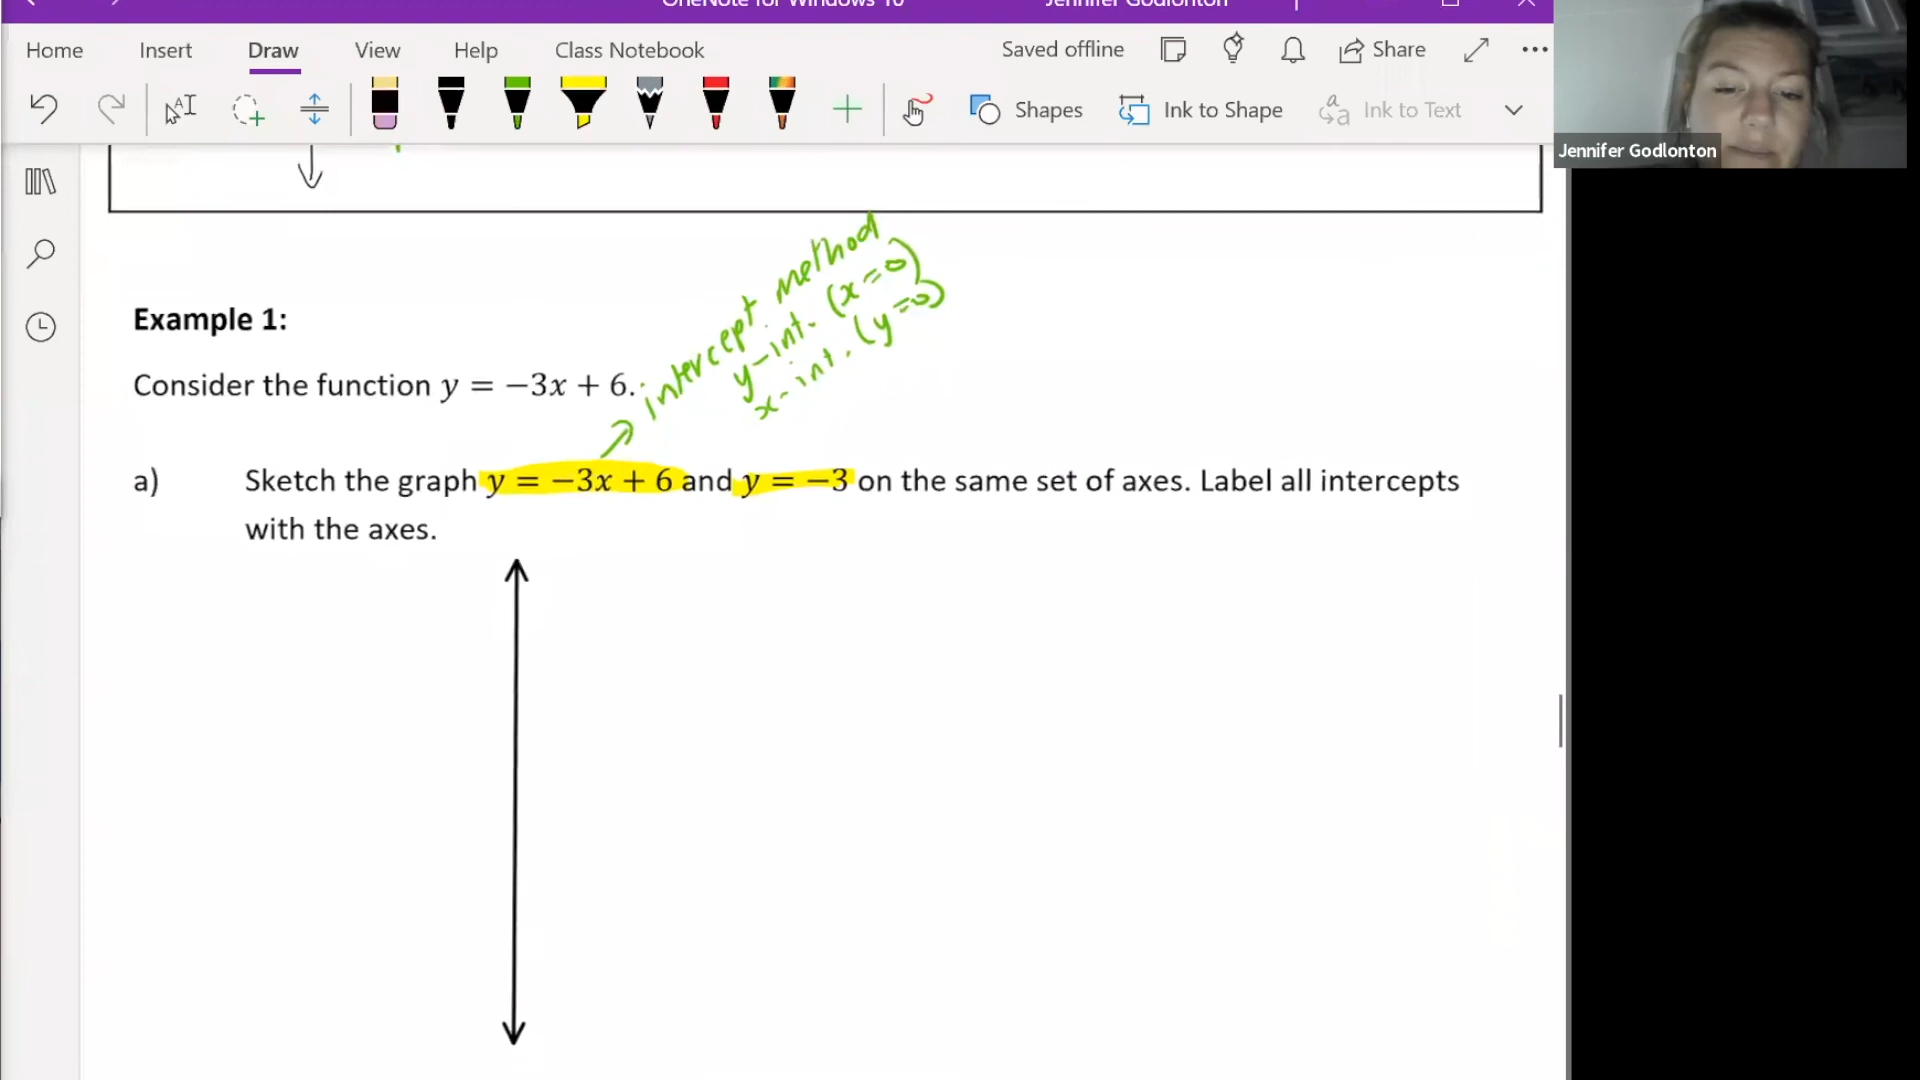 OneNote for Windows 10
Jennifer Godlonton
Home Insert Draw View Help Class Notebook Saved offline Share
Shapes Ink to Shape Ink to Text
Jennifer Godlonton
intercept method
y-int. (x=0)
x-int. (y=0)
Example 1:
Consider the function y = −3x + 6.
a) Sketch the graph y = −3x + 6 and y = −3 on the same set of axes. Label all intercepts
with the axes.